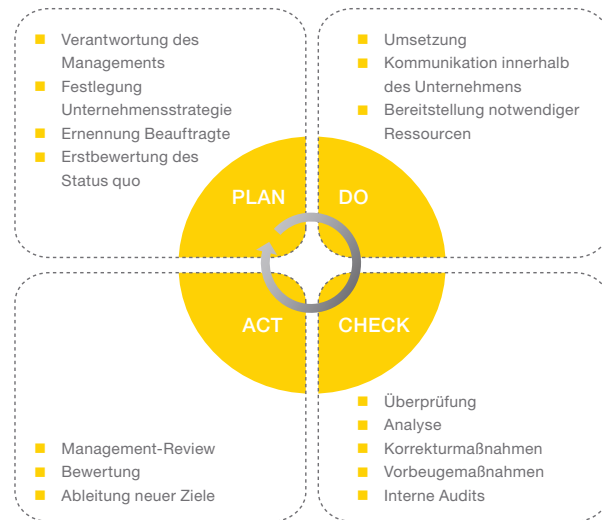 Verantwortung des
Managements
Festlegung
Unternehmensstrategie
Ernennung Beauftragte
Erstbewertung des
Status quo
Umsetzung
Kommunikation innerhalb
des Unternehmens
Bereitstellung notwendiger
Ressourcen
PLAN
DO
ACT
CHECK
Management-Review
Bewertung
Ableitung neuer Ziele
Überprüfung
Analyse
Korrekturmaßnahmen
Vorbeugemaßnahmen
Interne Audits